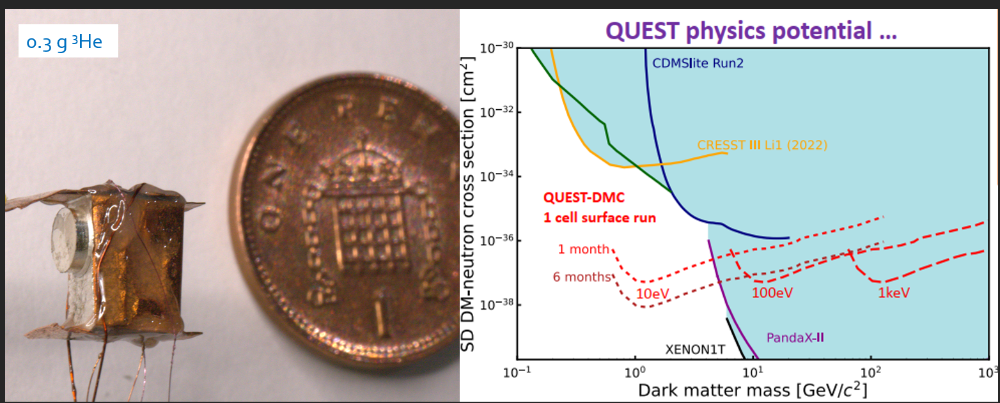 0.3 g ³He
ONE PEN
1
QUEST physics potential ...
SD DM-neutron cross section [cm²]
10⁻³⁰
10⁻³²
10⁻³⁴
10⁻³⁶
10⁻³⁸
CDMSlite Run2
CRESST III Li1 (2022)
QUEST-DMC
1 cell surface run
1 month
6 months
10eV
100eV
1keV
PandaX-II
XENON1T
10⁻¹
10⁰
10¹
10²
10³
Dark matter mass [GeV/c²]